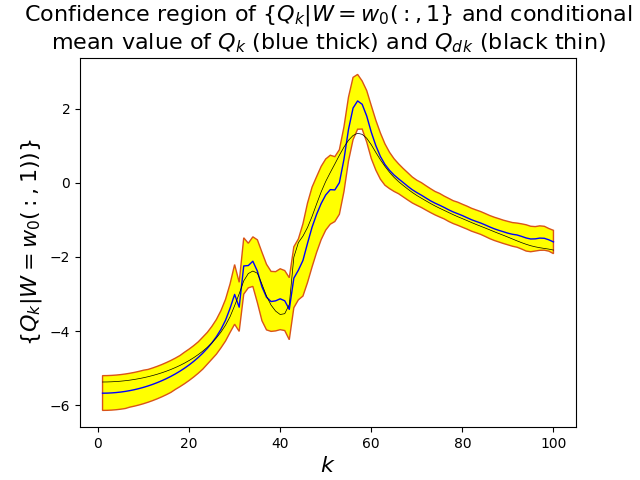 Confidence region of {Q_k|W = w_0(:, 1} and conditional
mean value of Q_k (blue thick) and Q_dk (black thin)
{Q_k|W = w_0(:, 1))}
2
0
−2
−4
−6
0 20 40 60 80 100
k